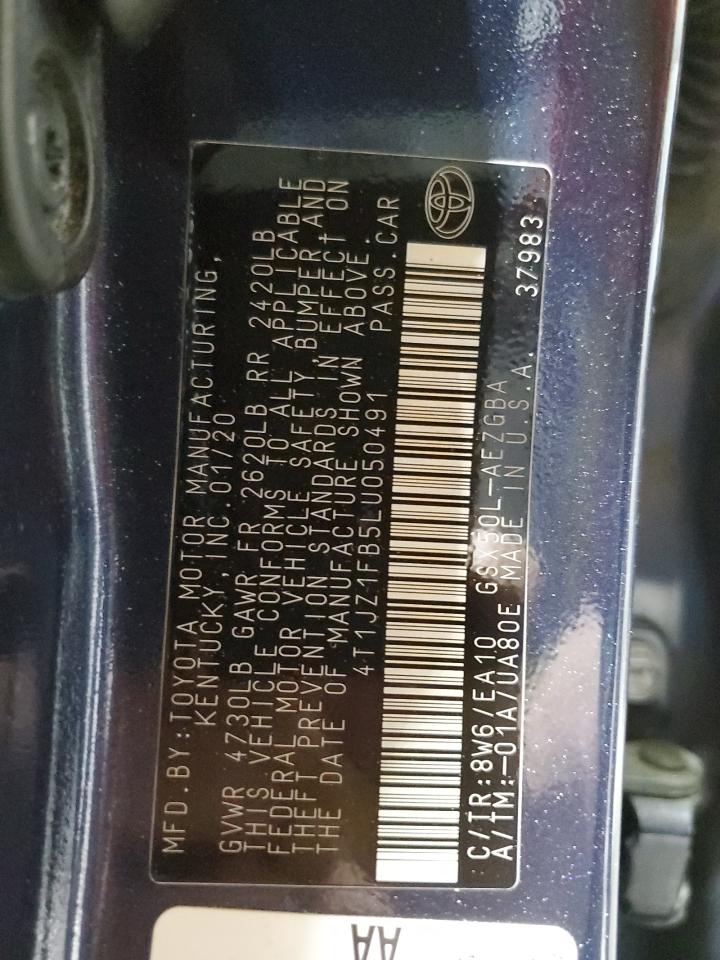 MFD.BY:TOYOTA MOTOR MANUFACTURING,
KENTUCKY, INC. 01/20
GVWR 4730LB GAWR FR 2620LB RR 2420LB
THIS VEHICLE CONFORMS TO ALL APPLICABLE
FEDERAL MOTOR VEHICLE SAFETY, BUMPER, AND
THEFT PREVENTION STANDARDS IN EFFECT ON
THE DATE OF MANUFACTURE SHOWN ABOVE.
4T1JZ1FB5LU050491 PASS.CAR
C/TR:8W6/EA10 GSX50L-AEZGBA
A/TM:-01A/UA80E MADE IN U.S.A. 37983
AA